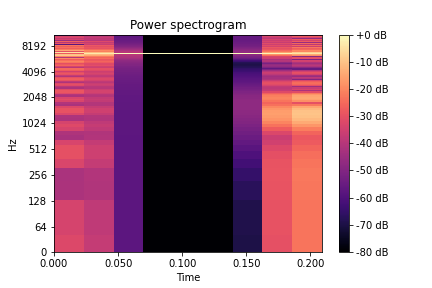 Power spectrogram
8192
4096
2048
1024
512
256
128
64
0
Hz
0.000 0.050 0.100 0.150 0.200
Time
+0 dB
-10 dB
-20 dB
-30 dB
-40 dB
-50 dB
-60 dB
-70 dB
-80 dB